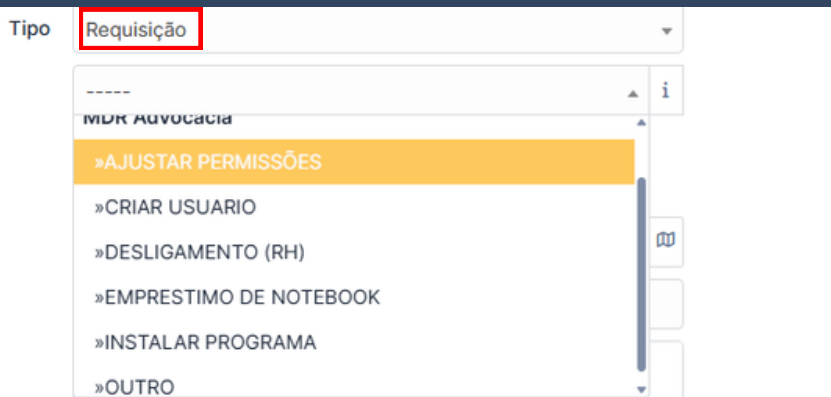 Tipo Requisição
-----
i
MDR Advocacia
»AJUSTAR PERMISSÕES
»CRIAR USUARIO
»DESLIGAMENTO (RH)
»EMPRESTIMO DE NOTEBOOK
»INSTALAR PROGRAMA
»OUTRO